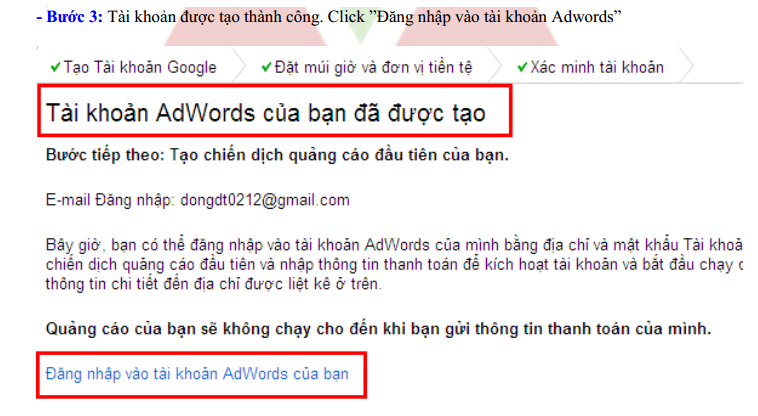 - Bước 3: Tài khoản được tạo thành công. Click ”Đăng nhập vào tài khoản Adwords”
Tạo Tài khoản Google Đặt múi giờ và đơn vị tiền tệ Xác minh tài khoản
Tài khoản AdWords của bạn đã được tạo
Bước tiếp theo: Tạo chiến dịch quảng cáo đầu tiên của bạn.
E-mail Đăng nhập: dongdt0212@gmail.com
Bây giờ, bạn có thể đăng nhập vào tài khoản AdWords của mình bằng địa chỉ và mật khẩu Tài
chiến dịch quảng cáo đầu tiên và nhập thông tin thanh toán để kích hoạt tài khoản và bắt đầu chạy
thông tin chi tiết đến địa chỉ được liệt kê ở trên.
Quảng cáo của bạn sẽ không chạy cho đến khi bạn gửi thông tin thanh toán của mình.
Đăng nhập vào tài khoản AdWords của bạn